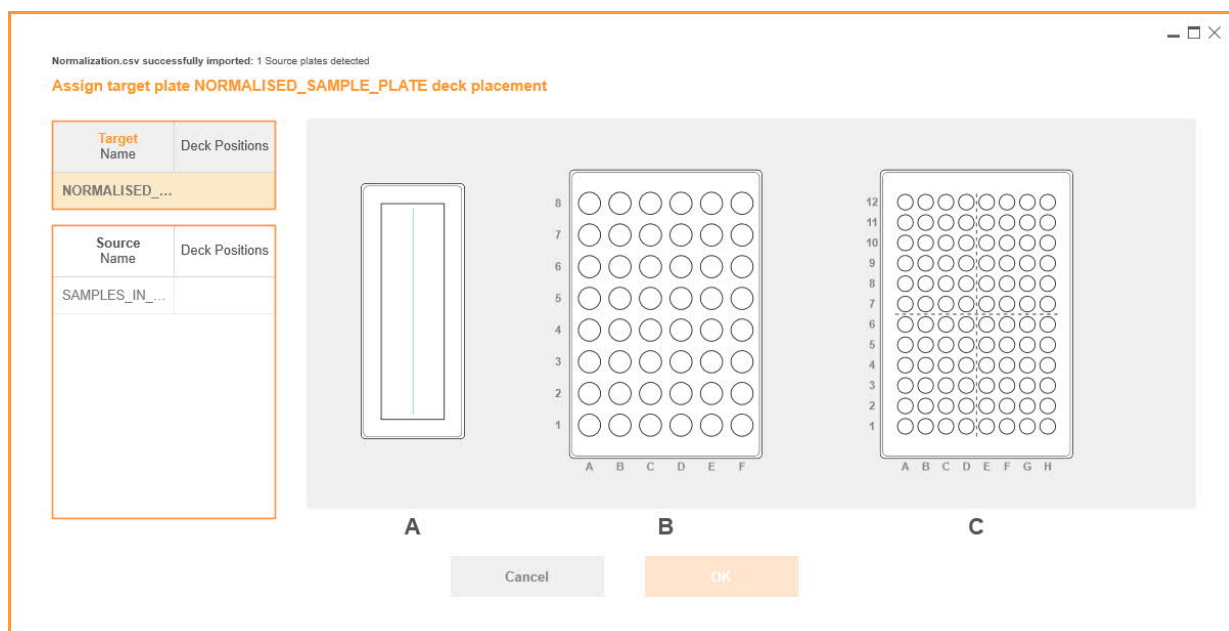 Normalization.csv successfully imported: 1 Source plates detected
Assign target plate NORMALISED_SAMPLE_PLATE deck placement
Target
Name
Deck Positions
NORMALISED_...
Source
Name
Deck Positions
SAMPLES_IN_...
8
7
6
5
4
3
2
1
A B C D E F
12
11
10
9
8
7
6
5
4
3
2
1
A B C D E F G H
A
B
C
Cancel
OK